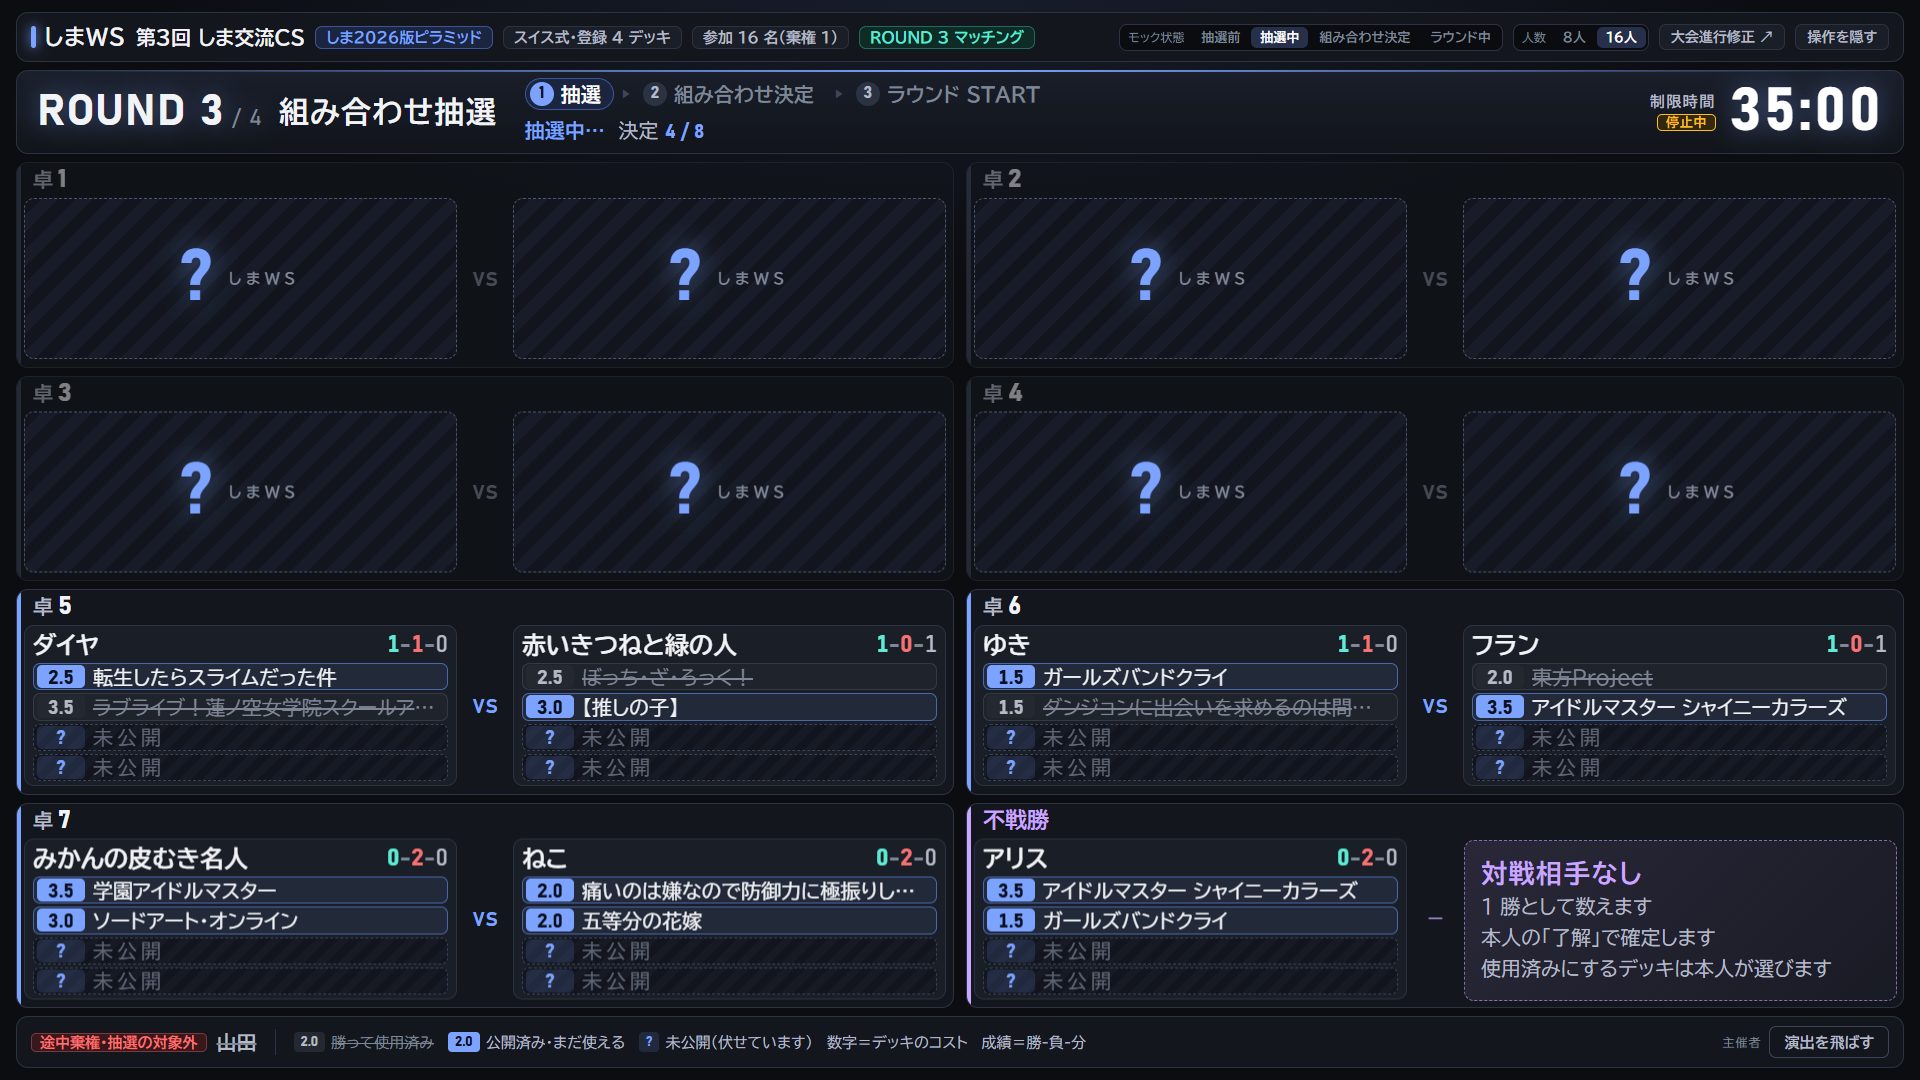 しまWS 第3回 しま交流CS しま2026版ピラミッド スイス式・登録 4 デッキ 参加 16 名(棄権 1) ROUND 3 マッチング モック状態 抽選前 抽選中 組み合わせ決定 ラウンド中 人数 8人 16人 大会進行修正 ↗ 操作を隠す
ROUND 3 / 4 組み合わせ抽選
1 抽選 ▸ 2 組み合わせ決定 ▸ 3 ラウンド START
抽選中… 決定 4 / 8
制限時間
停止中
35:00
卓 1
? しまWS VS ? しまWS
卓 2
? しまWS VS ? しまWS
卓 3
? しまWS VS ? しまWS
卓 4
? しまWS VS ? しまWS
卓 5
ダイヤ 1-1-0
2.5 転生したらスライムだった件
3.5 ラブライブ！蓮ノ空女学院スクールア…
? 未公開
? 未公開
VS
赤いきつねと緑の人 1-0-1
2.5 ぼっち・ざ・ろっく！
3.0 【推しの子】
? 未公開
? 未公開
卓 6
ゆき 1-1-0
1.5 ガールズバンドクライ
1.5 ダンジョンに出会いを求めるのは間…
? 未公開
? 未公開
VS
フラン 1-0-1
2.0 東方Project
3.5 アイドルマスター シャイニーカラーズ
? 未公開
? 未公開
卓 7
みかんの皮むき名人 0-2-0
3.5 学園アイドルマスター
3.0 ソードアート・オンライン
? 未公開
? 未公開
VS
ねこ 0-2-0
2.0 痛いのは嫌なので防御力に極振りし…
2.0 五等分の花嫁
? 未公開
? 未公開
不戦勝
アリス 0-2-0
3.5 アイドルマスター シャイニーカラーズ
1.5 ガールズバンドクライ
? 未公開
? 未公開
—
対戦相手なし
1 勝として数えます
本人の「了解」で確定します
使用済みにするデッキは本人が選びます
途中棄権・抽選の対象外 山田 2.0 勝って使用済み 2.0 公開済み・まだ使える ? 未公開(伏せています) 数字＝デッキのコスト 成績＝勝-負-分 主催者 演出を飛ばす